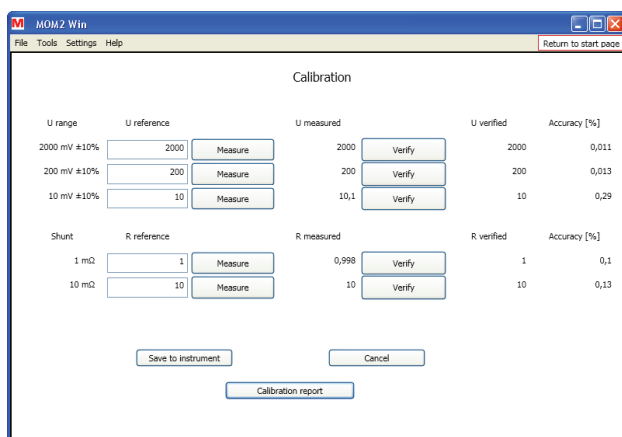 M MOM2 Win
File Tools Settings Help Return to start page
Calibration
U range U reference U measured U verified Accuracy [%]
2000 mV ±10% 2000 Measure 2000 Verify 2000 0,011
200 mV ±10% 200 Measure 200 Verify 200 0,013
10 mV ±10% 10 Measure 10,1 Verify 10 0,29
Shunt R reference R measured R verified Accuracy [%]
1 mΩ 1 Measure 0,998 Verify 1 0,1
10 mΩ 10 Measure 10 Verify 10 0,13
Save to instrument Cancel
Calibration report